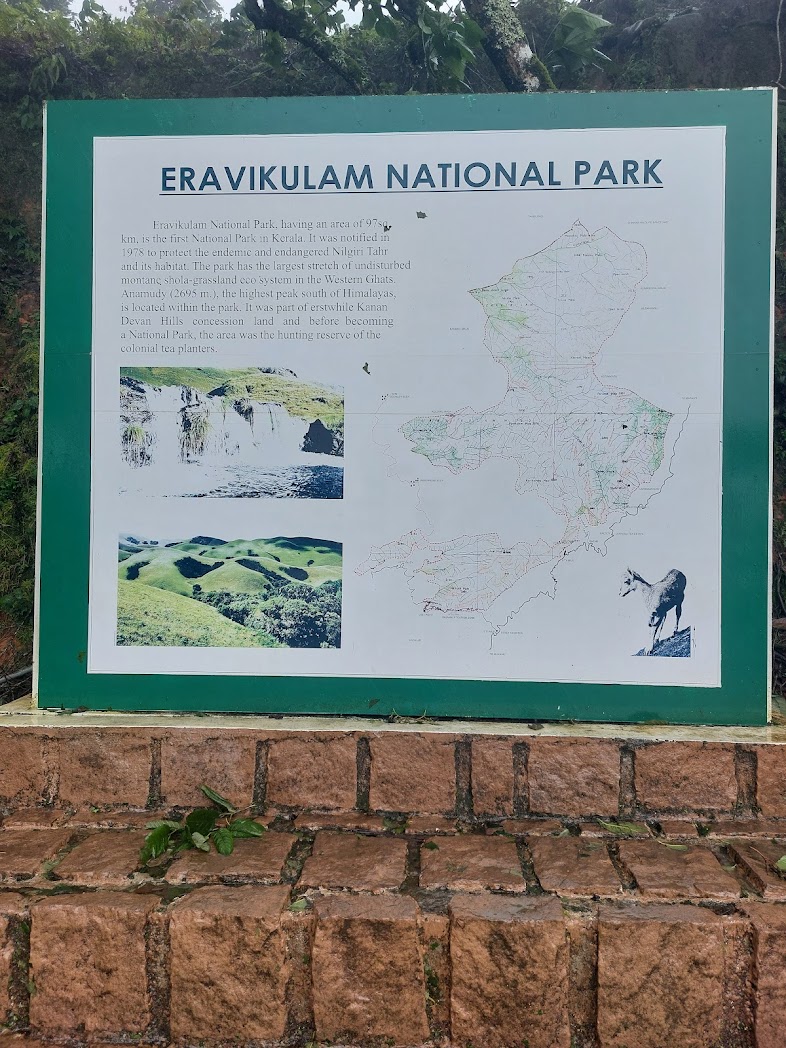 ERAVIKULAM NATIONAL PARK
Eravikulam National Park, having an area of 97sq.
km, is the first National Park in Kerala. It was notified in
1978 to protect the endemic and endangered Nilgiri Tahr
and its habitat. The park has the largest stretch of undisturbed
montane shola-grassland eco system in the Western Ghats.
Anamudy (2695 m.), the highest peak south of Himalayas,
is located within the park. It was part of erstwhile Kanan
Devan Hills concession land and before becoming
a National Park, the area was the hunting reserve of the
colonial tea planters.